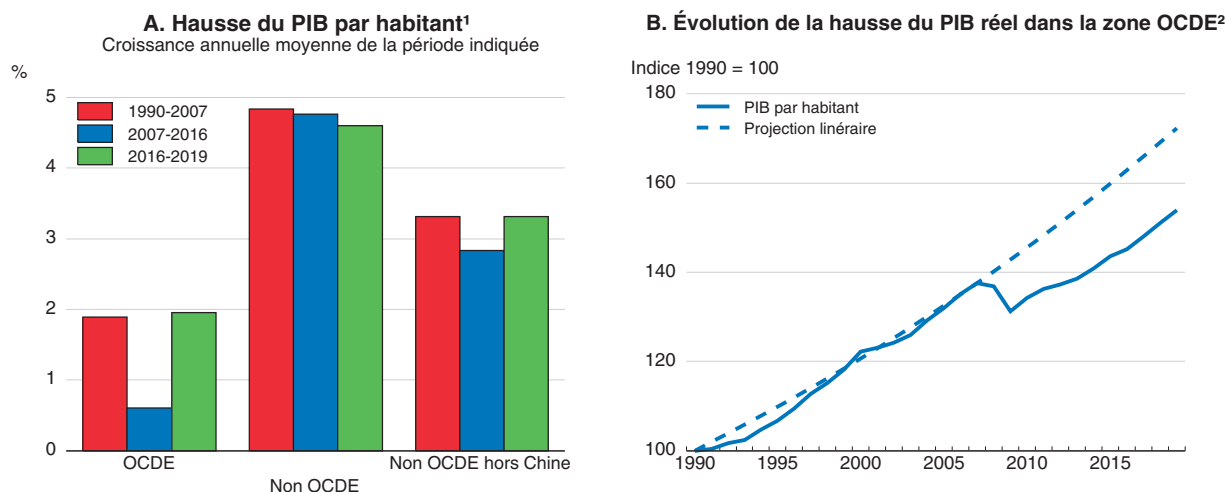 A. Hausse du PIB par habitant¹
Croissance annuelle moyenne de la période indiquée
%
5
4
3
2
1
0
1990-2007
2007-2016
2016-2019
OCDE
Non OCDE
Non OCDE hors Chine
B. Évolution de la hausse du PIB réel dans la zone OCDE²
Indice 1990 = 100
180
160
140
120
100
PIB par habitant
Projection linéraire
1990 1995 2000 2005 2010 2015